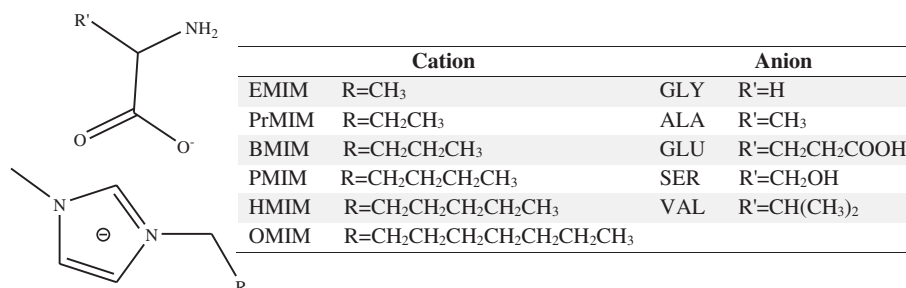 R'
NH₂
O
O⁻
N
⊖
N
R
Cation Anion
EMIM R=CH₃ GLY R'=H
PrMIM R=CH₂CH₃ ALA R'=CH₃
BMIM R=CH₂CH₂CH₃ GLU R'=CH₂CH₂COOH
PMIM R=CH₂CH₂CH₂CH₃ SER R'=CH₂OH
HMIM R=CH₂CH₂CH₂CH₂CH₃ VAL R'=CH(CH₃)₂
OMIM R=CH₂CH₂CH₂CH₂CH₂CH₂CH₃